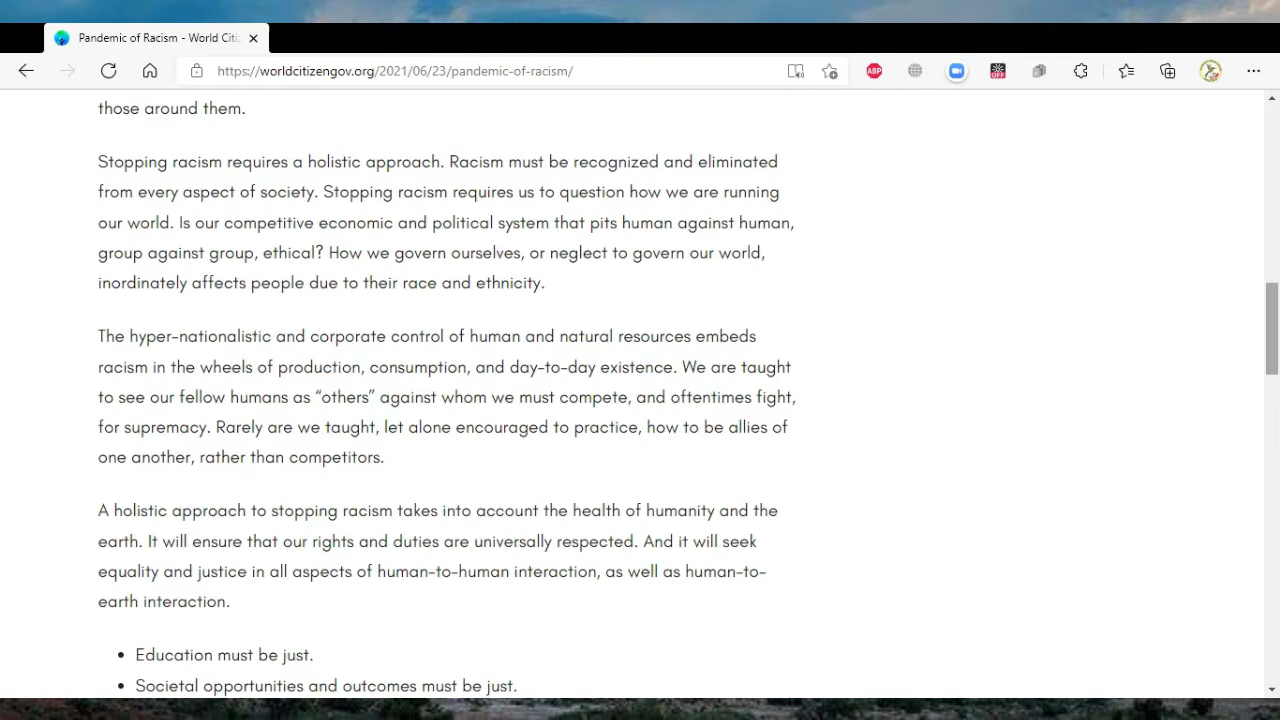 Pandemic of Racism - World Citi
https://worldcitizengov.org/2021/06/23/pandemic-of-racism/
ABP
OFF
those around them.
Stopping racism requires a holistic approach. Racism must be recognized and eliminated
from every aspect of society. Stopping racism requires us to question how we are running
our world. Is our competitive economic and political system that pits human against human,
group against group, ethical? How we govern ourselves, or neglect to govern our world,
inordinately affects people due to their race and ethnicity.
The hyper-nationalistic and corporate control of human and natural resources embeds
racism in the wheels of production, consumption, and day-to-day existence. We are taught
to see our fellow humans as “others” against whom we must compete, and oftentimes fight,
for supremacy. Rarely are we taught, let alone encouraged to practice, how to be allies of
one another, rather than competitors.
A holistic approach to stopping racism takes into account the health of humanity and the
earth. It will ensure that our rights and duties are universally respected. And it will seek
equality and justice in all aspects of human-to-human interaction, as well as human-to-
earth interaction.
• Education must be just.
• Societal opportunities and outcomes must be just.